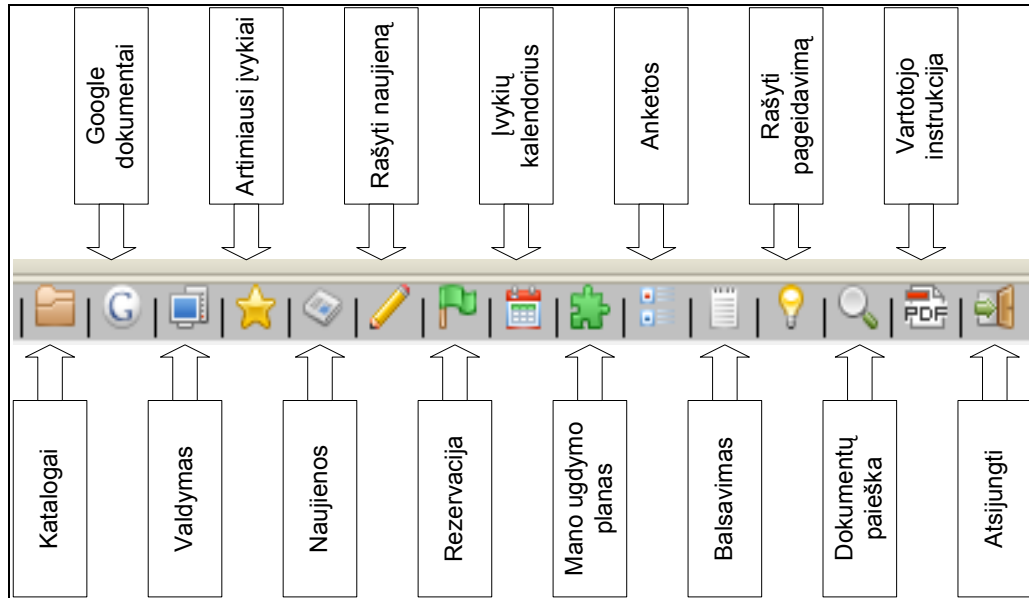 Google
dokumentai
Artimiausi įvykiai
Rašyti naujieną
Įvykių
kalendorius
Anketos
Rašyti
pageidavimą
Vartotojo
instrukcija
G
PDF
Katalogai
Valdymas
Naujienos
Rezervacija
Mano ugdymo
planas
Balsavimas
Dokumentų
paieška
Atsijungti